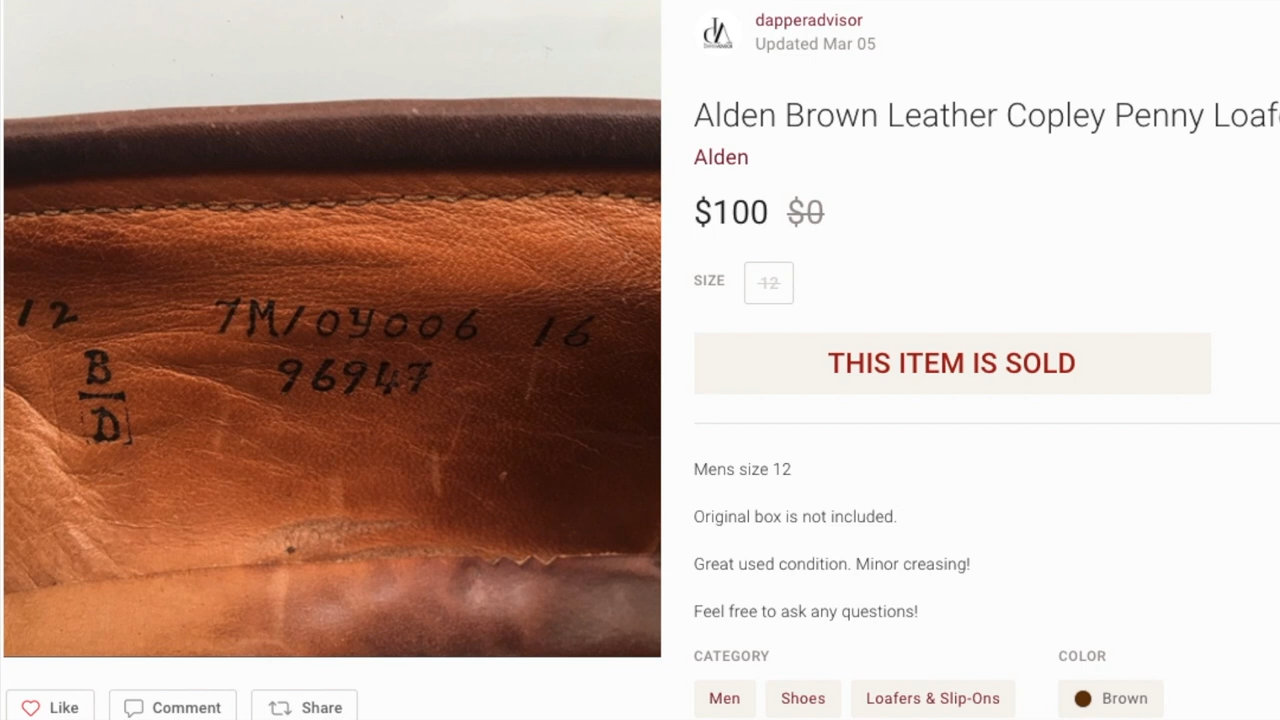 12 7M/0Y006 16
B
96947
D
dapperadvisor
Updated Mar 05
Alden Brown Leather Copley Penny Loaf
Alden
$100 $0
SIZE 12
THIS ITEM IS SOLD
Mens size 12
Original box is not included.
Great used condition. Minor creasing!
Feel free to ask any questions!
CATEGORY COLOR
Men Shoes Loafers & Slip-Ons Brown
Like Comment Share